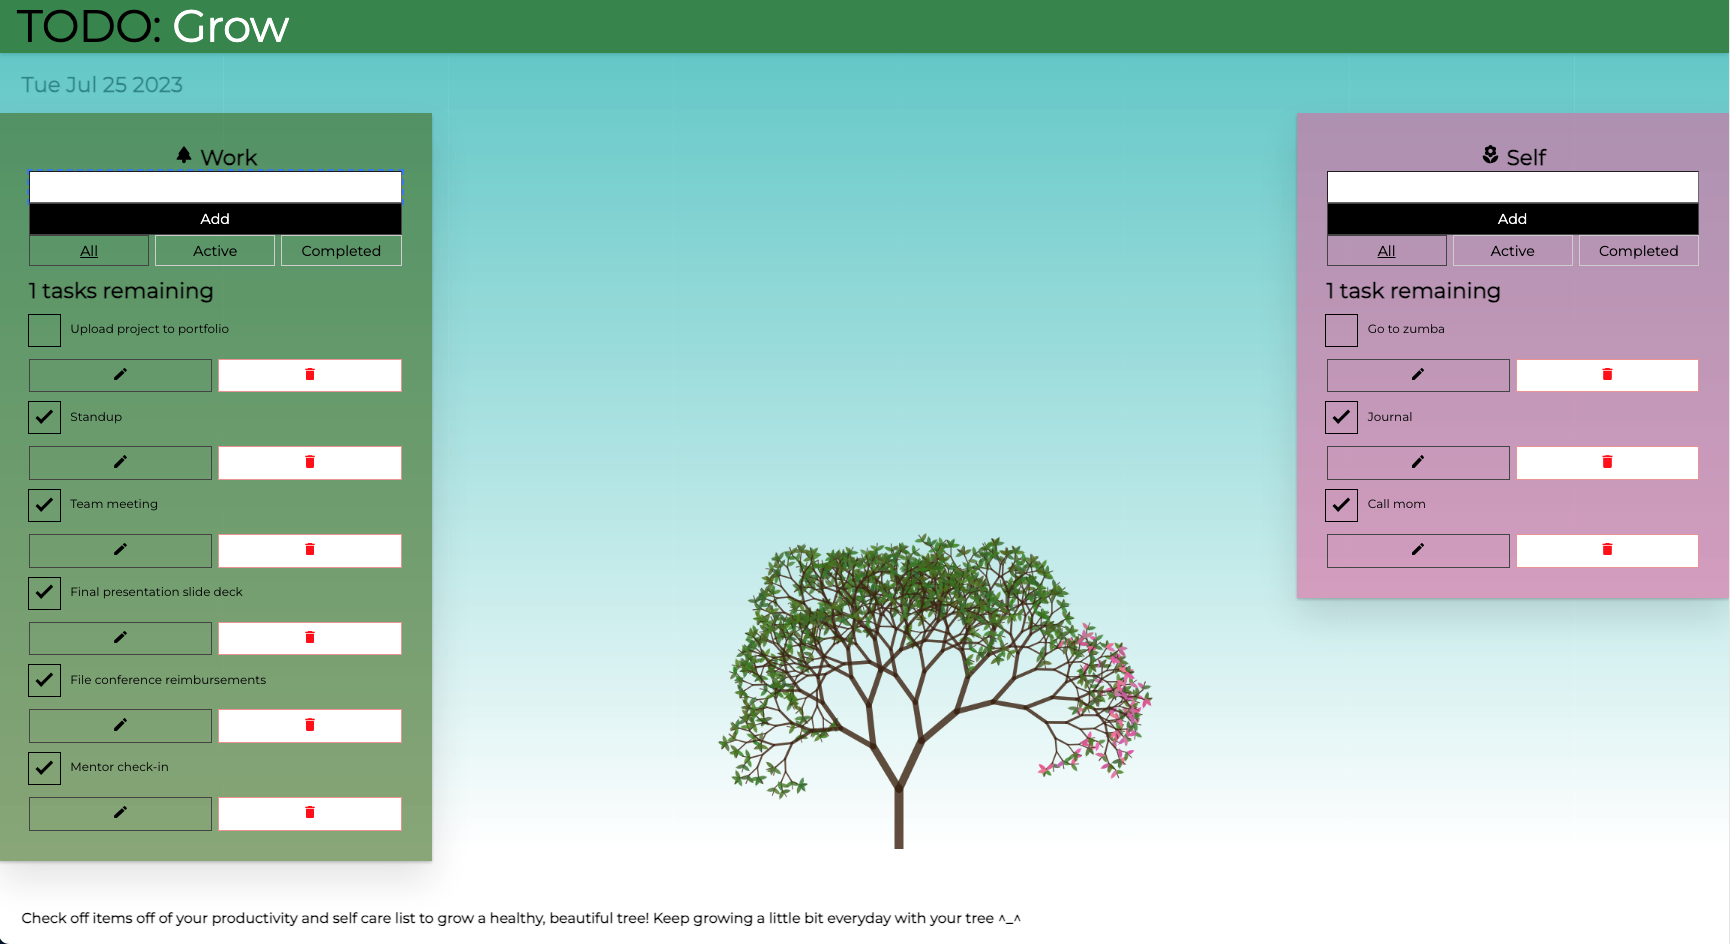 TODO: Grow
Tue Jul 25 2023
Work
Add
All Active Completed
1 tasks remaining
Upload project to portfolio
Standup
Team meeting
Final presentation slide deck
File conference reimbursements
Mentor check-in
Self
Add
All Active Completed
1 task remaining
Go to zumba
Journal
Call mom
Check off items off of your productivity and self care list to grow a healthy, beautiful tree! Keep growing a little bit everyday with your tree ^_^